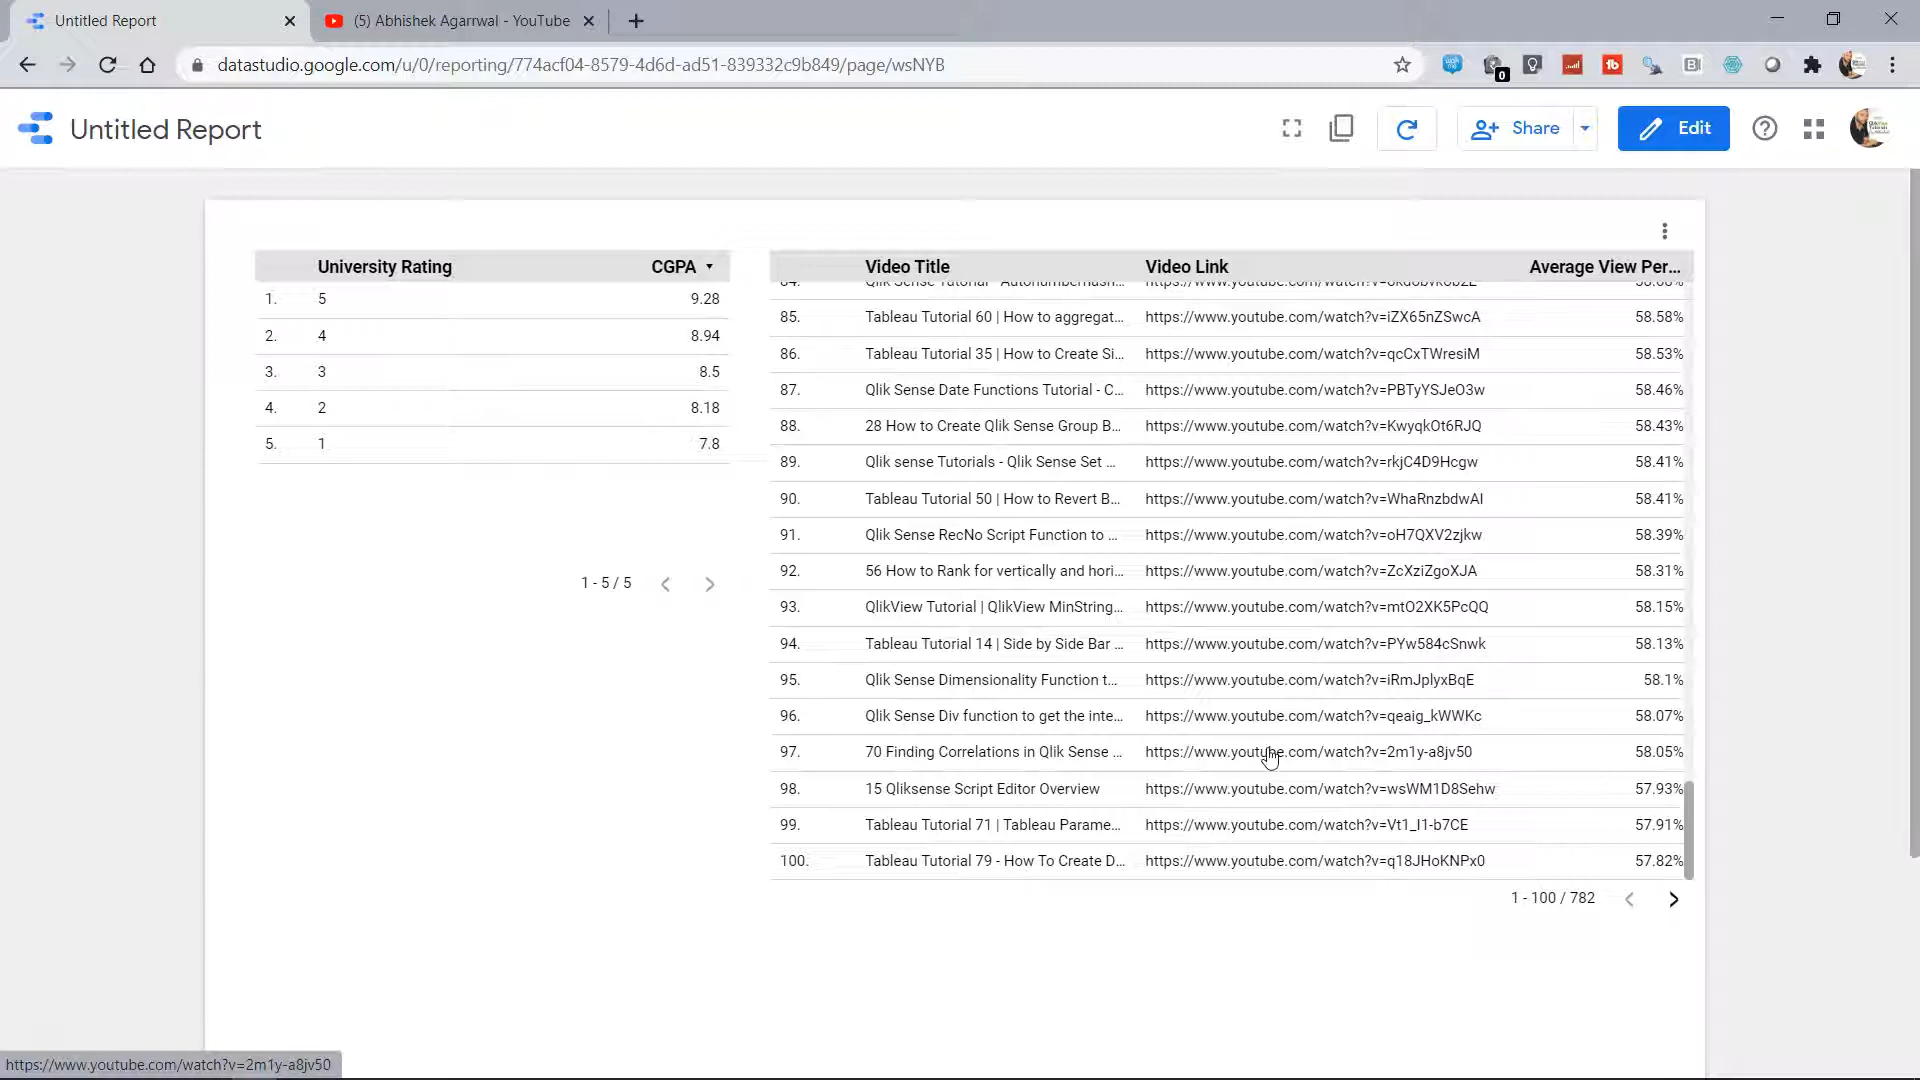 Untitled Report
(5) Abhishek Agarrwal - YouTube
datastudio.google.com/u/0/reporting/774acf04-8579-4d6d-ad51-839332c9b849/page/wsNYB
0
Untitled Report
Share
Edit
University Rating CGPA
1. 5 9.28
2. 4 8.94
3. 3 8.5
4. 2 8.18
5. 1 7.8
1 - 5 / 5
Video Title Video Link Average View Per...
85. Tableau Tutorial 60 | How to aggregat... https://www.youtube.com/watch?v=iZX65nZSwcA 58.58%
86. Tableau Tutorial 35 | How to Create Si... https://www.youtube.com/watch?v=qcCxTWresiM 58.53%
87. Qlik Sense Date Functions Tutorial - C... https://www.youtube.com/watch?v=PBTyYSJeO3w 58.46%
88. 28 How to Create Qlik Sense Group B... https://www.youtube.com/watch?v=KwyqkOt6RJQ 58.43%
89. Qlik sense Tutorials - Qlik Sense Set ... https://www.youtube.com/watch?v=rkjC4D9Hcgw 58.41%
90. Tableau Tutorial 50 | How to Revert B... https://www.youtube.com/watch?v=WhaRnzbdwAI 58.41%
91. Qlik Sense RecNo Script Function to ... https://www.youtube.com/watch?v=oH7QXV2zjkw 58.39%
92. 56 How to Rank for vertically and hori... https://www.youtube.com/watch?v=ZcXziZgoXJA 58.31%
93. QlikView Tutorial | QlikView MinString... https://www.youtube.com/watch?v=mtO2XK5PcQQ 58.15%
94. Tableau Tutorial 14 | Side by Side Bar ... https://www.youtube.com/watch?v=PYw584cSnwk 58.13%
95. Qlik Sense Dimensionality Function t... https://www.youtube.com/watch?v=iRmJplyxBqE 58.1%
96. Qlik Sense Div function to get the inte... https://www.youtube.com/watch?v=qeaig_kWWKc 58.07%
97. 70 Finding Correlations in Qlik Sense ... https://www.youtube.com/watch?v=2m1y-a8jv50 58.05%
98. 15 Qliksense Script Editor Overview https://www.youtube.com/watch?v=wsWM1D8Sehw 57.93%
99. Tableau Tutorial 71 | Tableau Parame... https://www.youtube.com/watch?v=Vt1_I1-b7CE 57.91%
100. Tableau Tutorial 79 - How To Create D... https://www.youtube.com/watch?v=q18JHoKNPx0 57.82%
1 - 100 / 782
https://www.youtube.com/watch?v=2m1y-a8jv50